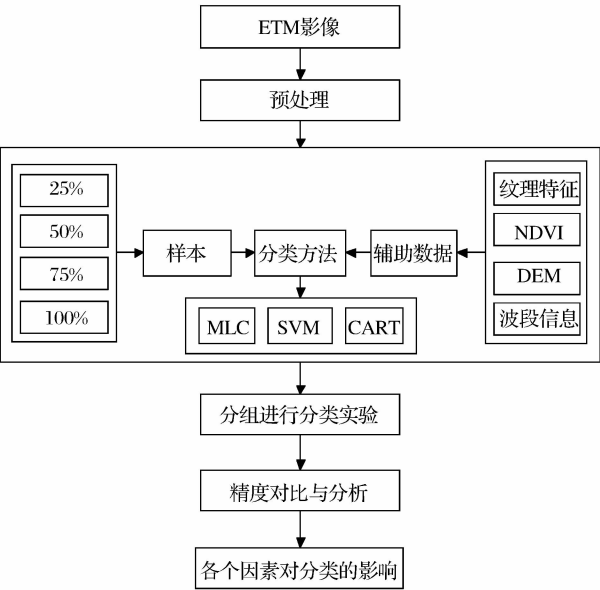 ETM影像
预处理
25%
50%
75%
100%
样本
分类方法
辅助数据
纹理特征
NDVI
DEM
波段信息
MLC
SVM
CART
分组进行分类实验
精度对比与分析
各个因素对分类的影响